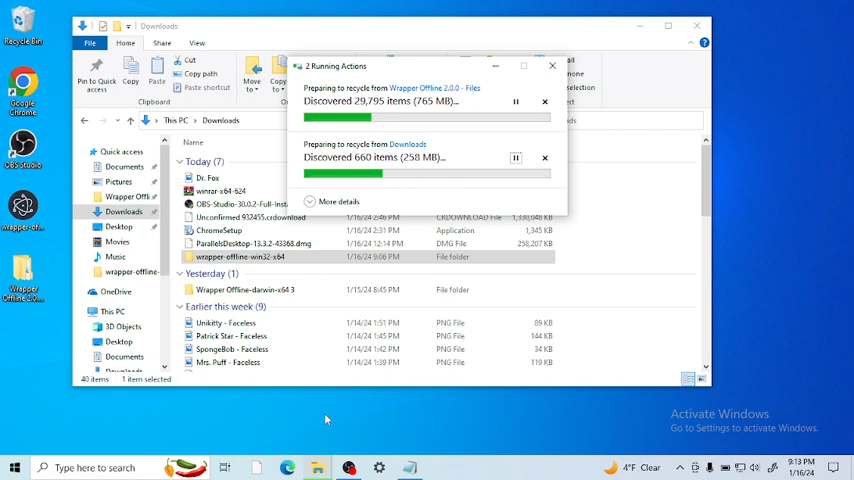 Recycle Bin
Google
Chrome
OBS Studio
wrapper-of...
Wrapper
Offline 2.0....
Downloads
File Home Share View
Pin to Quick
access
Copy
Paste
Cut
Copy path
Paste shortcut
Clipboard
Move
to
Copy
to
This PC > Downloads
Name
Quick access
Documents
Pictures
Wrapper Offli
Downloads
Desktop
Movies
Music
wrapper-offline-
OneDrive
This PC
3D Objects
Desktop
Documents
Downloads
Today (7)
Dr. Fox
winrar-x64-624
OBS-Studio-30.0.2-Full-Insta
Unconfirmed 932455.crdownload 1/16/24 2:46 PM CRDOWNLOAD File 1,330,048 KB
ChromeSetup 1/16/24 2:31 PM Application 1,345 KB
ParallelsDesktop-13.3.2-43368.dmg 1/16/24 12:14 PM DMG File 258,207 KB
wrapper-offline-win32-x64 1/16/24 9:06 PM File folder
Yesterday (1)
Wrapper Offline-darwin-x64 3 1/15/24 8:45 PM File folder
Earlier this week (9)
Unikitty - Faceless 1/14/24 1:51 PM PNG File 89 KB
Patrick Star - Faceless 1/14/24 1:45 PM PNG File 144 KB
SpongeBob - Faceless 1/14/24 1:42 PM PNG File 34 KB
Mrs. Puff - Faceless 1/14/24 1:39 PM PNG File 119 KB
40 items 1 item selected
2 Running Actions
Preparing to recycle from Wrapper Offline 2.0.0 - Files
Discovered 29,795 items (765 MB)...
Preparing to recycle from Downloads
Discovered 660 items (258 MB)...
More details
Activate Windows
Go to Settings to activate Windows.
Type here to search
4°F Clear
9:13 PM
1/16/24